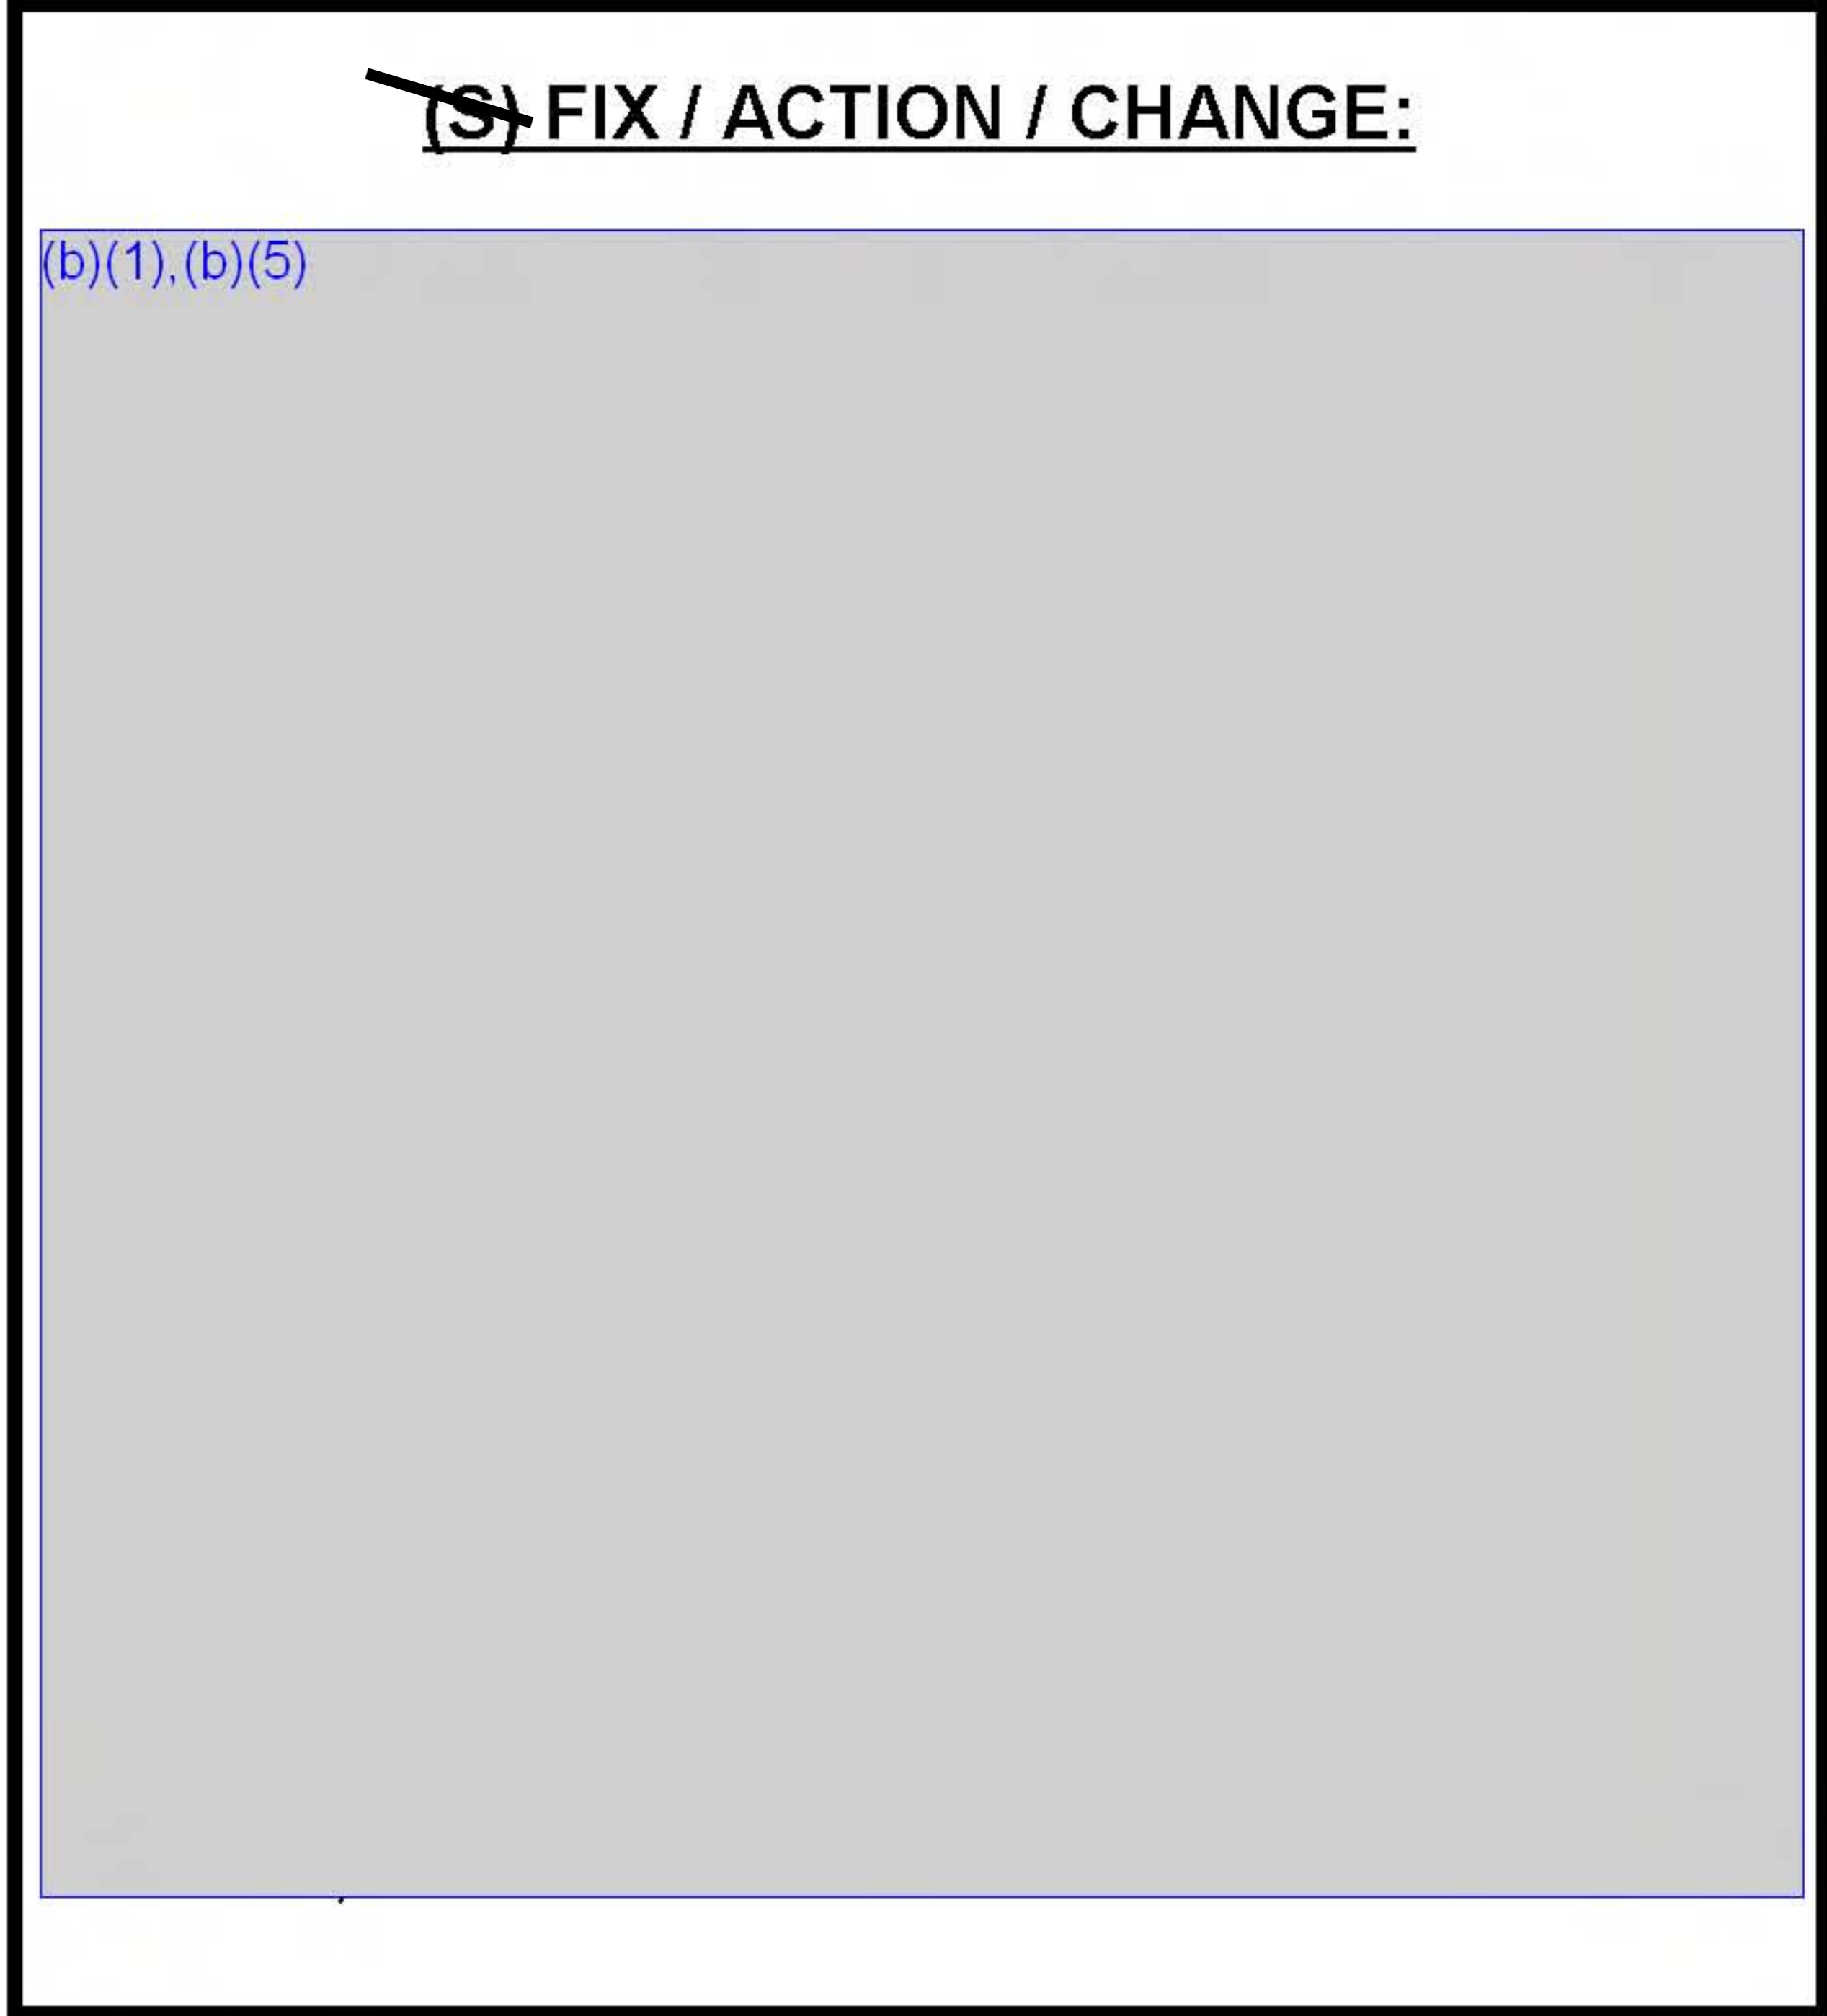 (S) FIX / ACTION / CHANGE:
(b)(1),(b)(5)